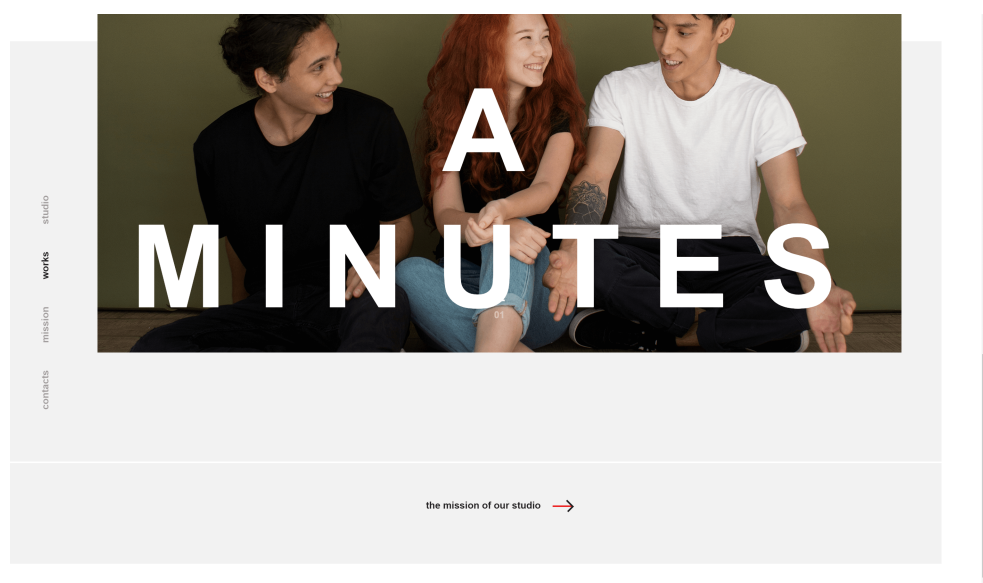 A
MINUTES
01
studio
works
mission
contacts
the mission of our studio